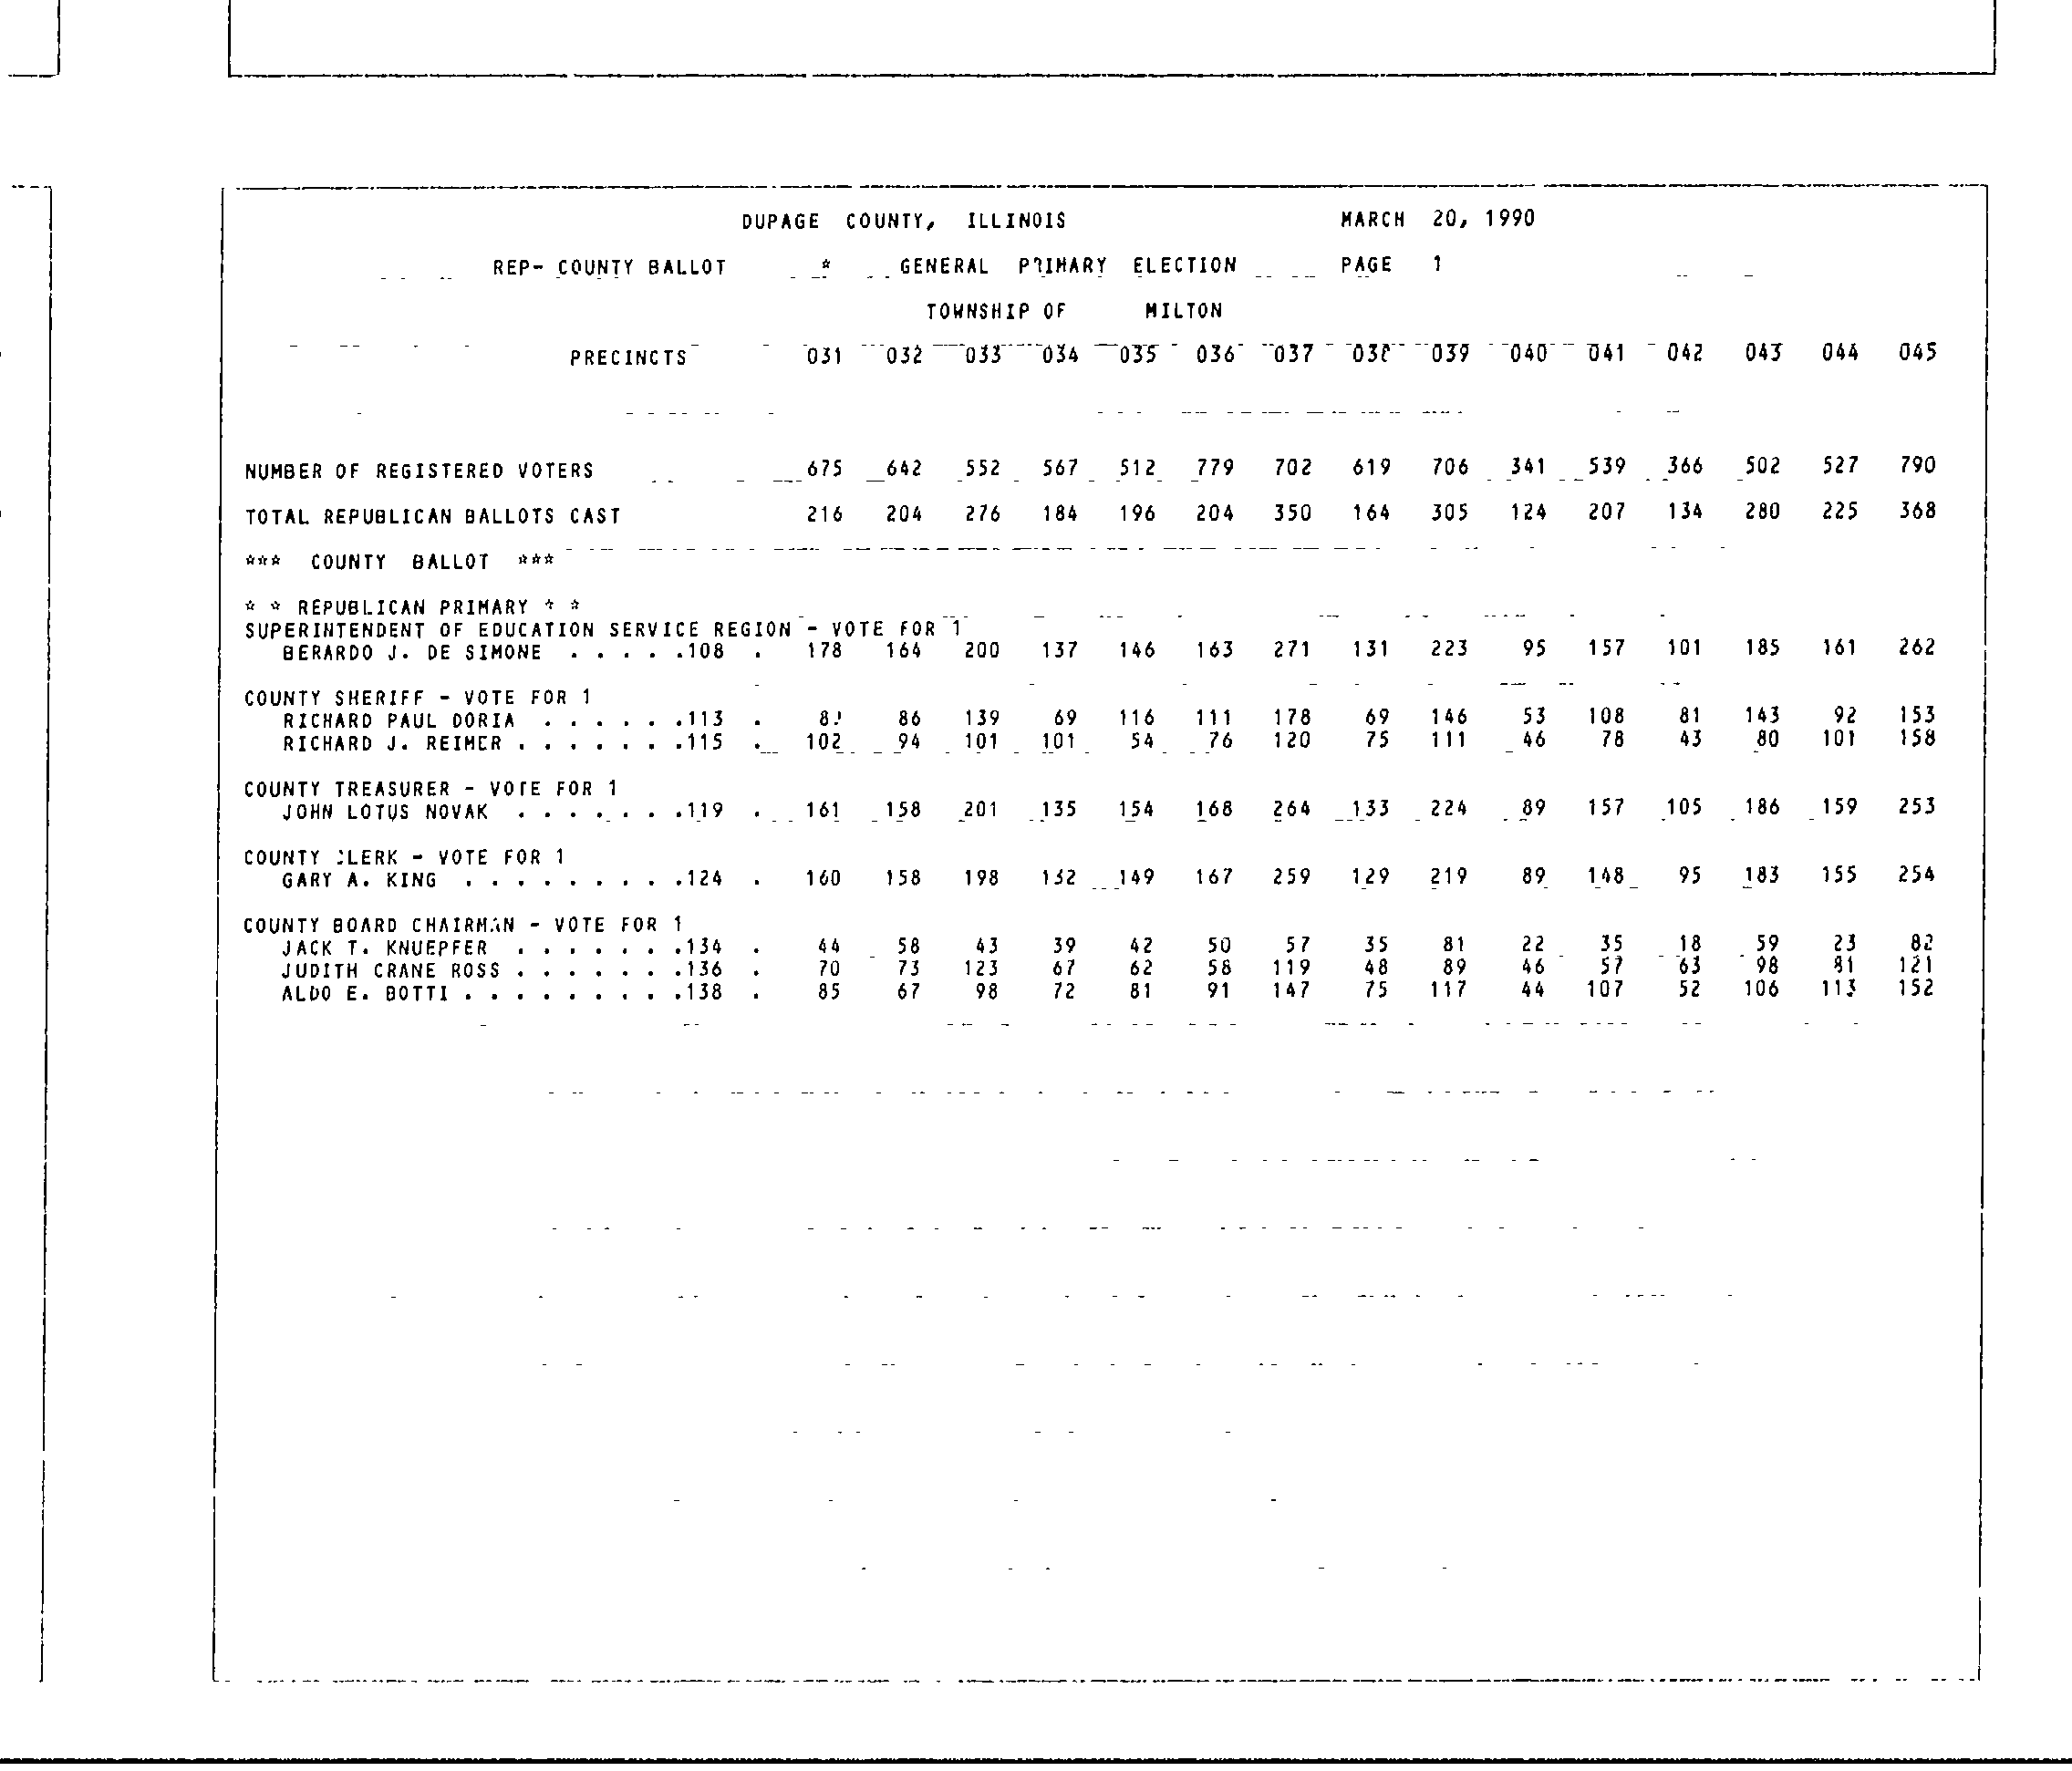 DUPAGE COUNTY, ILLINOIS MARCH 20, 1990
REP- COUNTY BALLOT * GENERAL PRIMARY ELECTION PAGE 1
TOWNSHIP OF MILTON
PRECINCTS 031 032 033 034 035 036 037 038 039 040 041 042 043 044 045
NUMBER OF REGISTERED VOTERS 675 642 552 567 512 779 702 619 706 341 539 366 502 527 790
TOTAL REPUBLICAN BALLOTS CAST 216 204 276 184 196 204 350 164 305 124 207 134 280 225 368
*** COUNTY BALLOT ***
* * REPUBLICAN PRIMARY * *
SUPERINTENDENT OF EDUCATION SERVICE REGION - VOTE FOR 1
BERARDO J. DE SIMONE . . . . . .108 . 178 164 200 137 146 163 271 131 223 95 157 101 185 161 262
COUNTY SHERIFF - VOTE FOR 1
RICHARD PAUL DORIA . . . . . . .113 . 86 139 69 116 111 178 69 146 53 108 81 143 92 153
RICHARD J. REIMER . . . . . . . .115 . 102 94 101 101 54 76 120 75 111 46 78 43 80 101 158
COUNTY TREASURER - VOTE FOR 1
JOHN LOTUS NOVAK . . . . . . . .119 . 161 158 201 135 154 168 264 133 224 89 157 105 186 159 253
COUNTY CLERK - VOTE FOR 1
GARY A. KING . . . . . . . . . .124 . 160 158 198 132 149 167 259 129 219 89 148 95 183 155 254
COUNTY BOARD CHAIRMAN - VOTE FOR 1
JACK T. KNUEPFER . . . . . . . .134 . 44 58 43 39 42 50 57 35 81 22 35 18 59 23 82
JUDITH CRANE ROSS . . . . . . . .136 . 70 73 123 67 62 58 119 48 89 46 57 63 98 81 121
ALDO E. BOTTI . . . . . . . . . .138 . 85 67 98 72 81 91 147 75 117 44 107 52 106 113 152